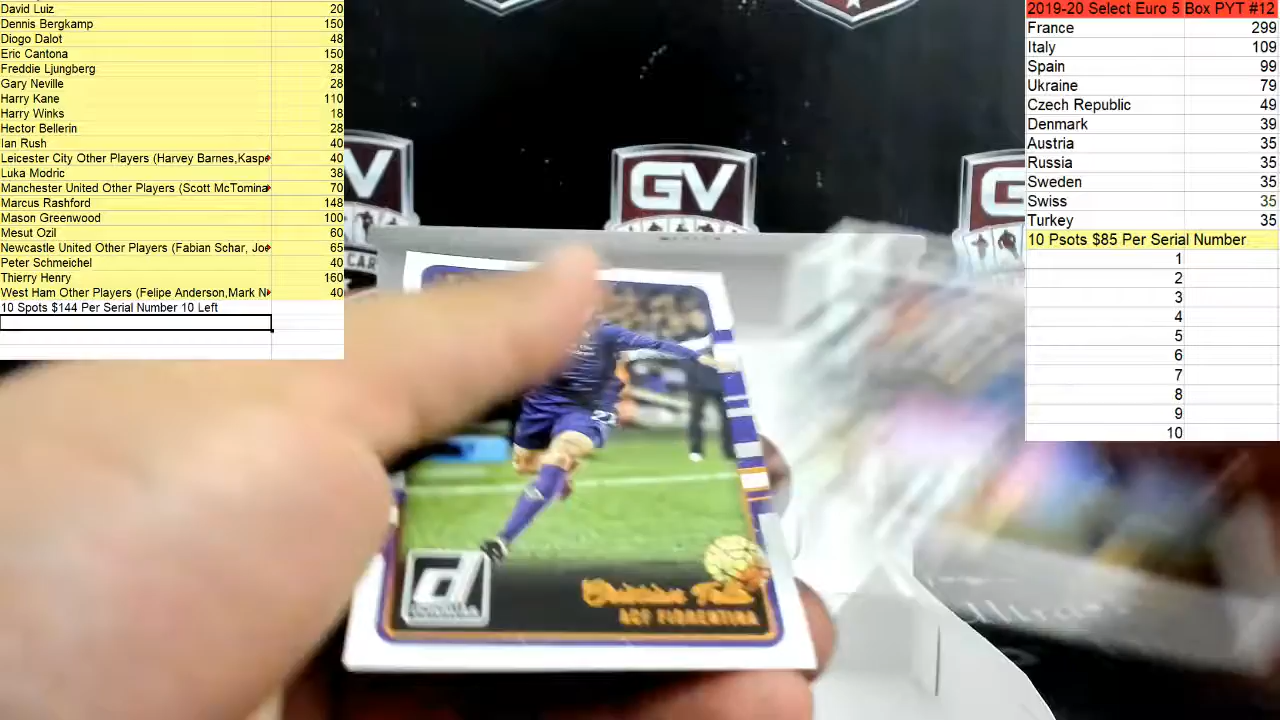 David Luiz 20
Dennis Bergkamp 150
Diogo Dalot 48
Eric Cantona 150
Freddie Ljungberg 28
Gary Neville 28
Harry Kane 110
Harry Winks 18
Hector Bellerin 28
Ian Rush 40
Leicester City Other Players (Harvey Barnes,Kaspe 40
Luka Modric 38
Manchester United Other Players (Scott McTomina 70
Marcus Rashford 148
Mason Greenwood 100
Mesut Ozil 60
Newcastle United Other Players (Fabian Schar, Joe 65
Peter Schmeichel 40
Thierry Henry 160
West Ham Other Players (Felipe Anderson,Mark N 40
10 Spots $144 Per Serial Number 10 Left
2019-20 Select Euro 5 Box PYT #12
France 299
Italy 109
Spain 99
Ukraine 79
Czech Republic 49
Denmark 39
Austria 35
Russia 35
Sweden 35
Swiss 35
Turkey 35
10 Psots $85 Per Serial Number
1
2
3
4
5
6
7
8
9
10
GV
V
G
CAR
d
ACF FIORENTINA